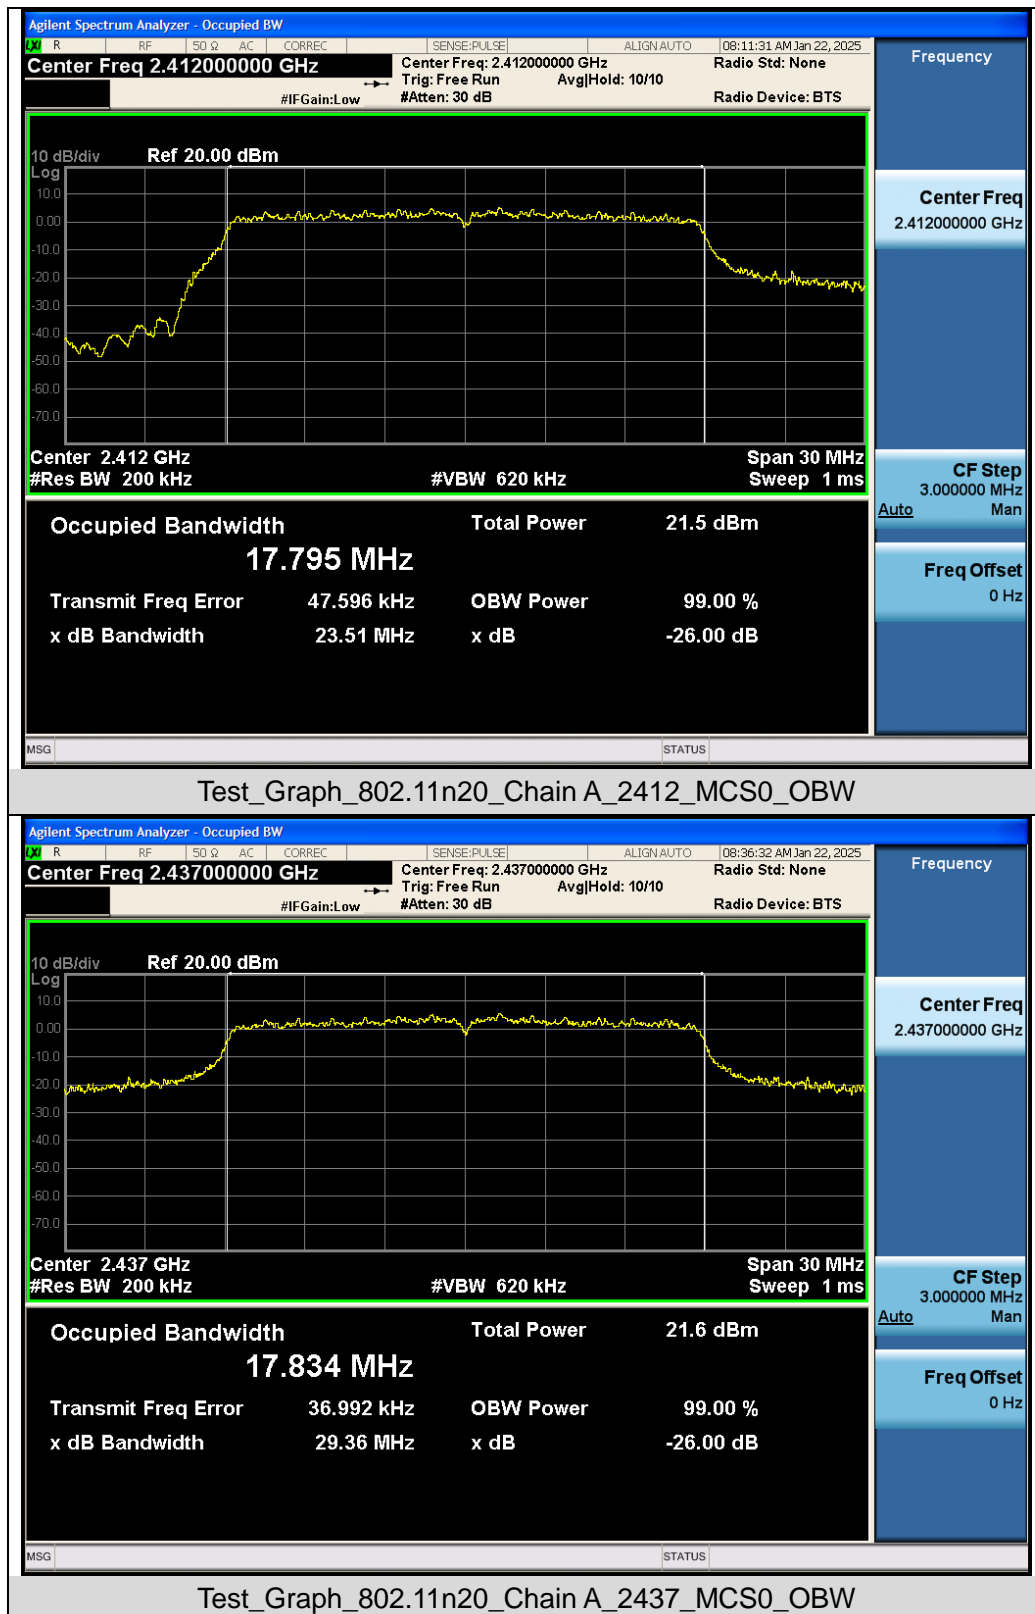 Agilent Spectrum Analyzer - Occupied BW
LXI R RF 50 Ω AC CORREC SENSE:PULSE ALIGN AUTO 08:11:31 AM Jan 22, 2025
Center Freq 2.412000000 GHz
Center Freq: 2.412000000 GHz
Radio Std: None
Trig: Free Run Avg|Hold: 10/10
#IFGain:Low
#Atten: 30 dB
Radio Device: BTS
10 dB/div Ref 20.00 dBm
Log
10.0
0.00
-10.0
-20.0
-30.0
-40.0
-50.0
-60.0
-70.0
Center 2.412 GHz Span 30 MHz
#Res BW 200 kHz #VBW 620 kHz Sweep 1 ms
Occupied Bandwidth Total Power 21.5 dBm
17.795 MHz
Transmit Freq Error 47.596 kHz OBW Power 99.00 %
x dB Bandwidth 23.51 MHz x dB -26.00 dB
MSG STATUS
Frequency
Center Freq
2.412000000 GHz
CF Step
3.000000 MHz
Auto Man
Freq Offset
0 Hz
Test_Graph_802.11n20_Chain A_2412_MCS0_OBW
Agilent Spectrum Analyzer - Occupied BW
LXI R RF 50 Ω AC CORREC SENSE:PULSE ALIGN AUTO 08:36:32 AM Jan 22, 2025
Center Freq 2.437000000 GHz
Center Freq: 2.437000000 GHz
Radio Std: None
Trig: Free Run Avg|Hold: 10/10
#IFGain:Low
#Atten: 30 dB
Radio Device: BTS
10 dB/div Ref 20.00 dBm
Log
10.0
0.00
-10.0
-20.0
-30.0
-40.0
-50.0
-60.0
-70.0
Center 2.437 GHz Span 30 MHz
#Res BW 200 kHz #VBW 620 kHz Sweep 1 ms
Occupied Bandwidth Total Power 21.6 dBm
17.834 MHz
Transmit Freq Error 36.992 kHz OBW Power 99.00 %
x dB Bandwidth 29.36 MHz x dB -26.00 dB
MSG STATUS
Frequency
Center Freq
2.437000000 GHz
CF Step
3.000000 MHz
Auto Man
Freq Offset
0 Hz
Test_Graph_802.11n20_Chain A_2437_MCS0_OBW